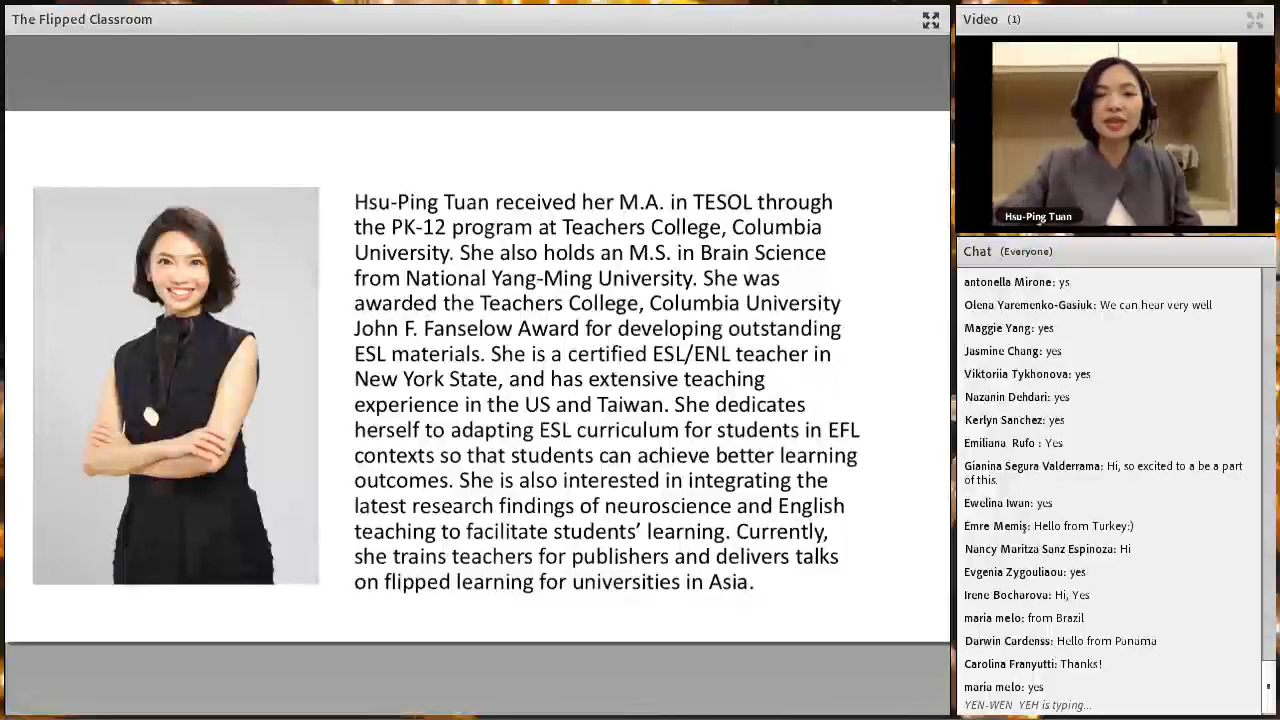 The Flipped Classroom
Hsu-Ping Tuan received her M.A. in TESOL through
the PK-12 program at Teachers College, Columbia
University. She also holds an M.S. in Brain Science
from National Yang-Ming University. She was
awarded the Teachers College, Columbia University
John F. Fanselow Award for developing outstanding
ESL materials. She is a certified ESL/ENL teacher in
New York State, and has extensive teaching
experience in the US and Taiwan. She dedicates
herself to adapting ESL curriculum for students in EFL
contexts so that students can achieve better learning
outcomes. She is also interested in integrating the
latest research findings of neuroscience and English
teaching to facilitate students’ learning. Currently,
she trains teachers for publishers and delivers talks
on flipped learning for universities in Asia.
Video (1)
Hsu-Ping Tuan
Chat (Everyone)
antonella Mirone: ys
Olena Yaremenko-Gasiuk: We can hear very well
Maggie Yang: yes
Jasmine Chang: yes
Viktoriia Tykhonova: yes
Nazanin Dehdari: yes
Kerlyn Sanchez: yes
Emiliana Rufo : Yes
Gianina Segura Valderrama: Hi, so excited to a be a part
of this.
Ewelina Iwan: yes
Emre Memiş: Hello from Turkey:)
Nancy Maritza Sanz Espinoza: Hi
Evgenia Zygouliaou: yes
Irene Bocharova: Hi, Yes
maria melo: from Brazil
Darwin Cardenss: Hello from Panama
Carolina Franyutti: Thanks!
maria melo: yes
YEN-WEN YEH is typing...